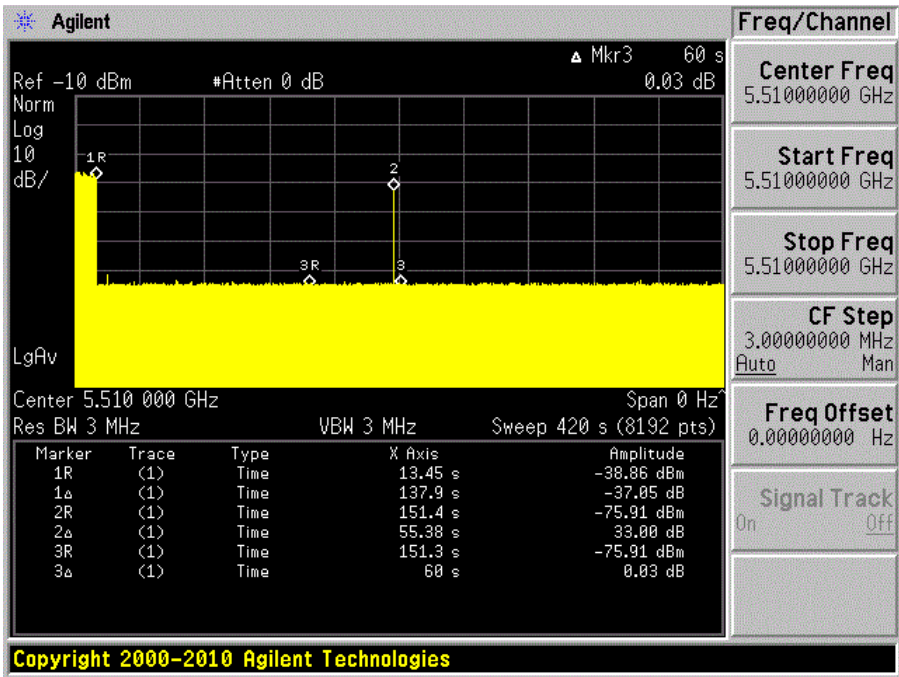 Agilent
Freq/Channel
Δ Mkr3 60 s
Ref -10 dBm #Atten 0 dB 0.03 dB
Norm
Log
10
dB/
1R
2
3R
3
LgAv
Center 5.510 000 GHz Span 0 Hz^
Res BW 3 MHz VBW 3 MHz Sweep 420 s (8192 pts)
Marker Trace Type X Axis Amplitude
1R (1) Time 13.45 s -38.86 dBm
1Δ (1) Time 137.9 s -37.05 dB
2R (1) Time 151.4 s -75.91 dBm
2Δ (1) Time 55.38 s 33.00 dB
3R (1) Time 151.3 s -75.91 dBm
3Δ (1) Time 60 s 0.03 dB
Center Freq
5.51000000 GHz
Start Freq
5.51000000 GHz
Stop Freq
5.51000000 GHz
CF Step
3.00000000 MHz
Auto Man
Freq Offset
0.00000000 Hz
Signal Track
On Off
Copyright 2000-2010 Agilent Technologies